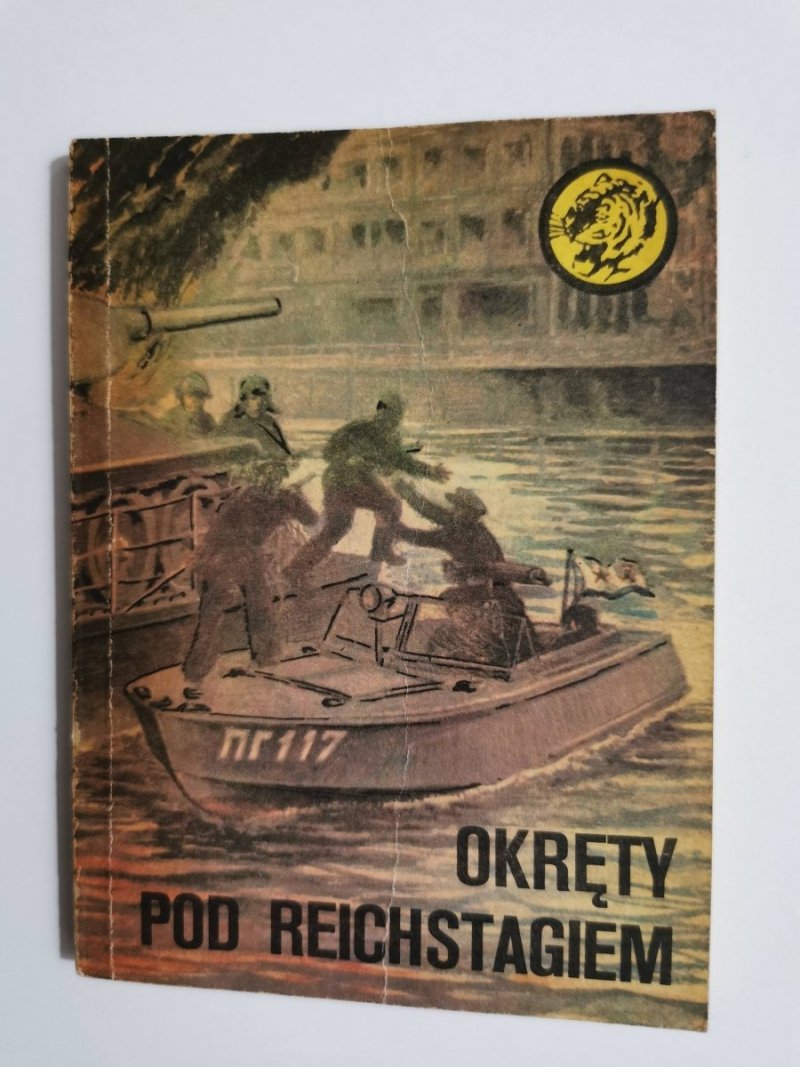 ПГ117
OKRĘTY
POD REICHSTAGIEM